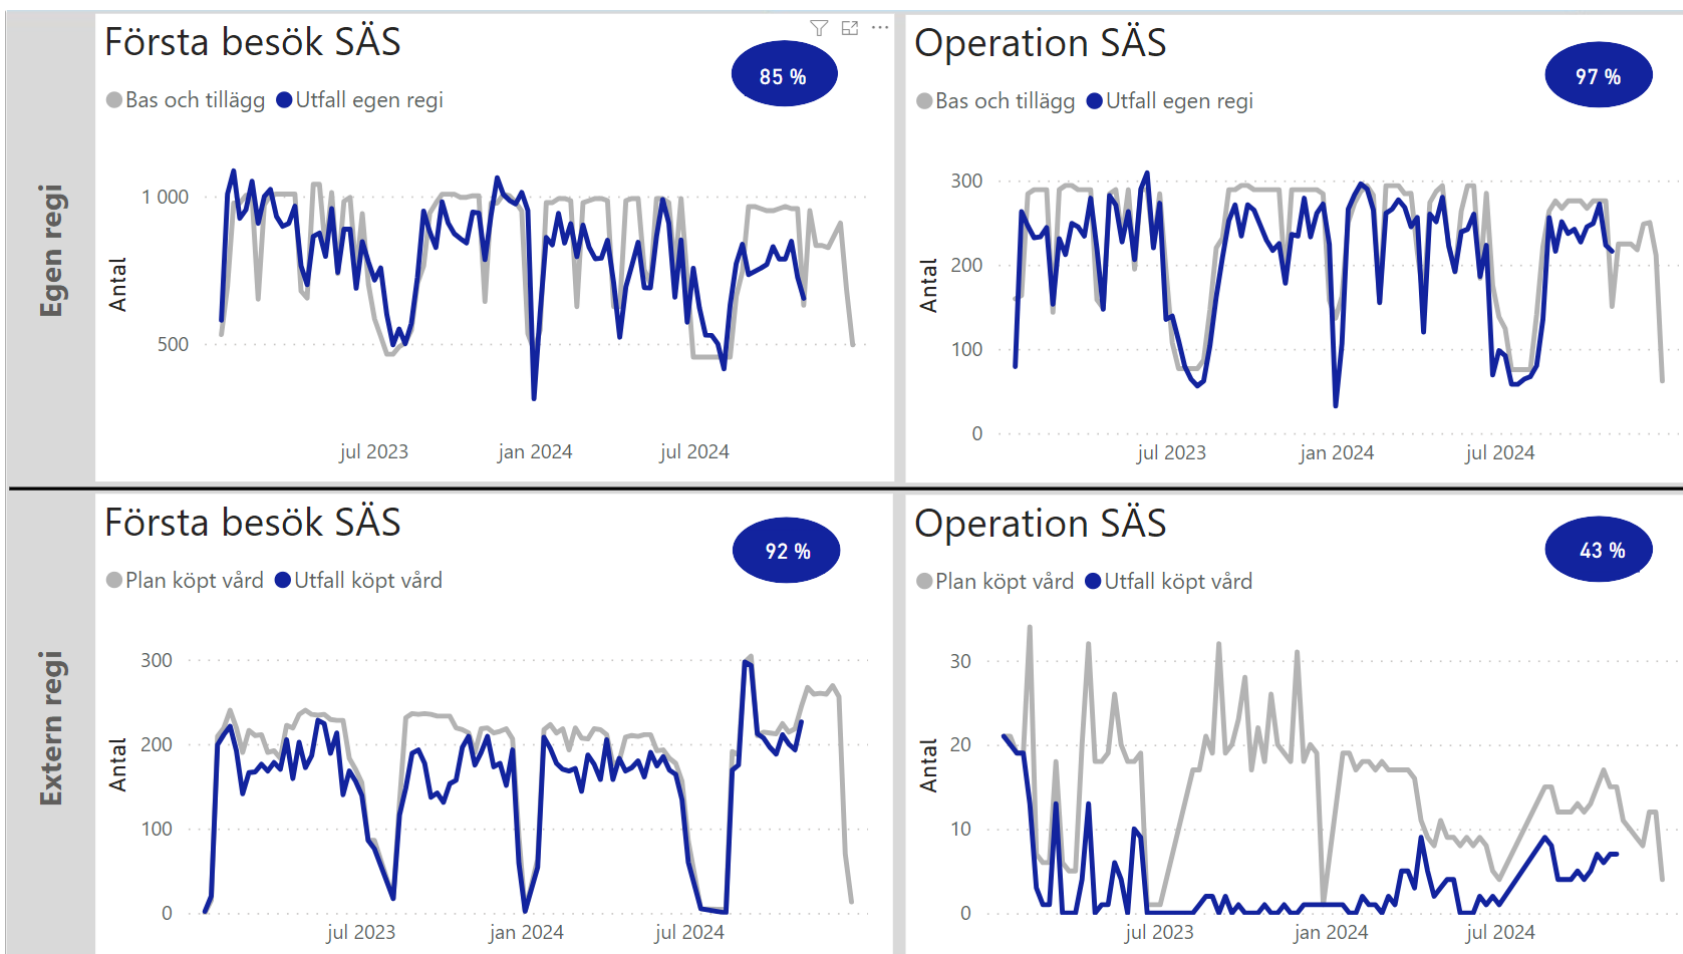 Första besök SÄS
85 %
Bas och tillägg Utfall egen regi
Egen regi
Antal
1 000
500
jul 2023 jan 2024 jul 2024
Operation SÄS
97 %
Bas och tillägg Utfall egen regi
Antal
300
200
100
0
jul 2023 jan 2024 jul 2024
Första besök SÄS
92 %
Plan köpt vård Utfall köpt vård
Extern regi
Antal
300
200
100
0
jul 2023 jan 2024 jul 2024
Operation SÄS
43 %
Plan köpt vård Utfall köpt vård
Antal
30
20
10
0
jul 2023 jan 2024 jul 2024